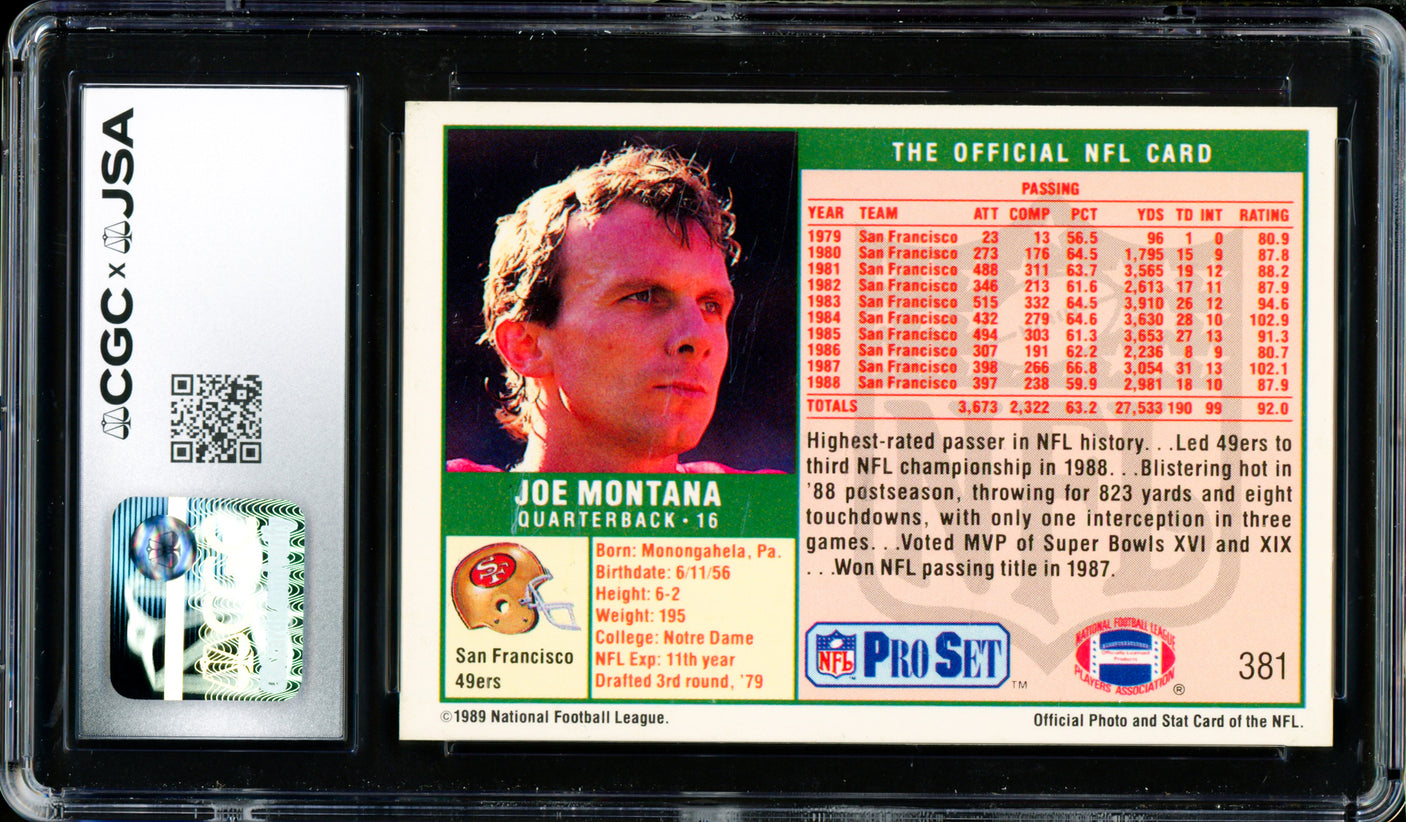 CGC x JSA
THE OFFICIAL NFL CARD
PASSING
YEAR TEAM ATT COMP PCT YDS TD INT RATING
1979 San Francisco 23 13 56.5 96 1 0 80.9
1980 San Francisco 273 176 64.5 1,795 15 9 87.8
1981 San Francisco 488 311 63.7 3,565 19 12 88.2
1982 San Francisco 346 213 61.6 2,613 17 11 87.9
1983 San Francisco 515 332 64.5 3,910 26 12 94.6
1984 San Francisco 432 279 64.6 3,630 28 10 102.9
1985 San Francisco 494 303 61.3 3,653 27 13 91.3
1986 San Francisco 307 191 62.2 2,236 8 9 80.7
1987 San Francisco 398 266 66.8 3,054 31 13 102.1
1988 San Francisco 397 238 59.9 2,981 18 10 87.9
TOTALS 3,673 2,322 63.2 27,533 190 99 92.0
Highest-rated passer in NFL history. . .Led 49ers to
third NFL championship in 1988. . .Blistering hot in
'88 postseason, throwing for 823 yards and eight
touchdowns, with only one interception in three
games. . .Voted MVP of Super Bowls XVI and XIX
. . .Won NFL passing title in 1987.
JOE MONTANA
QUARTERBACK • 16
SF
San Francisco
49ers
Born: Monongahela, Pa.
Birthdate: 6/11/56
Height: 6-2
Weight: 195
College: Notre Dame
NFL Exp: 11th year
Drafted 3rd round, '79
NFL PRO SET TM
NATIONAL FOOTBALL LEAGUE
Officially Licensed
Products
PLAYERS ASSOCIATION ®
381
©1989 National Football League.
Official Photo and Stat Card of the NFL.
NFL